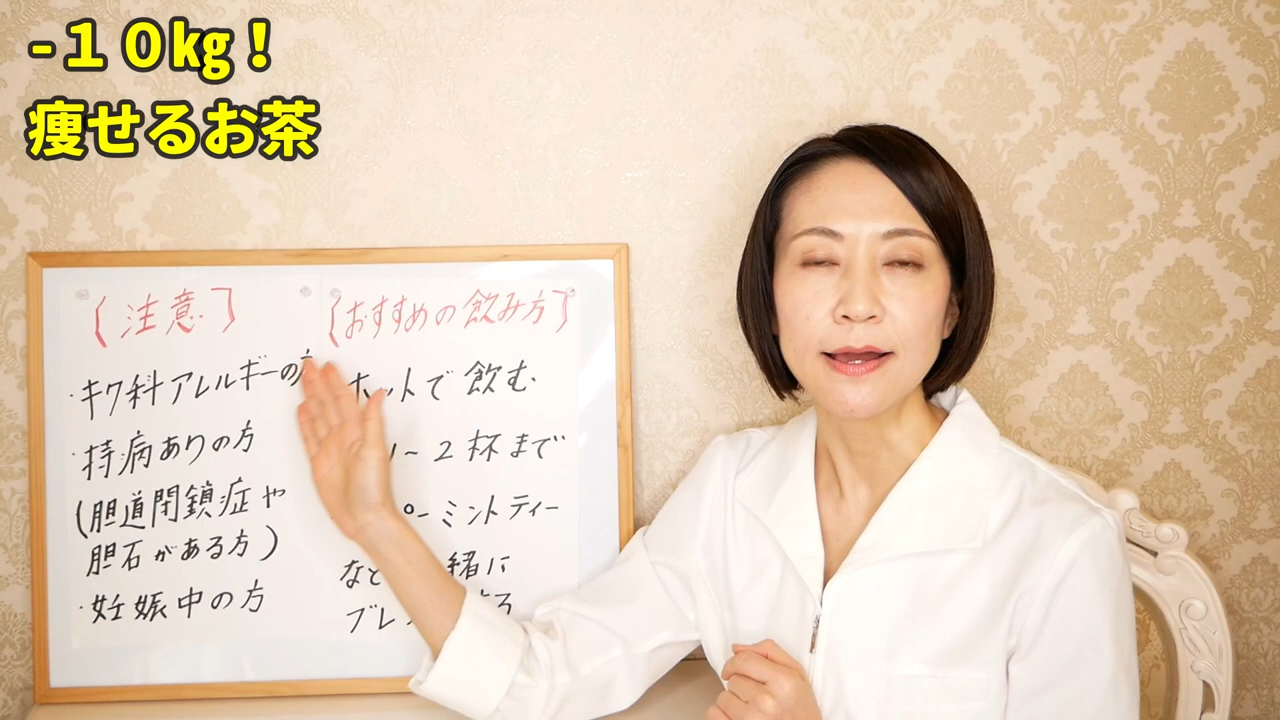 -１０㎏！
痩せるお茶
〔注意〕
・キク科アレルギーの
・持病ありの方
(胆道閉鎖症や
胆石がある方)
・妊娠中の方
〔おすすめの飲み方〕
ホットで飲む
1〜2杯まで
ーミントティー
など 緒に
ブレ る